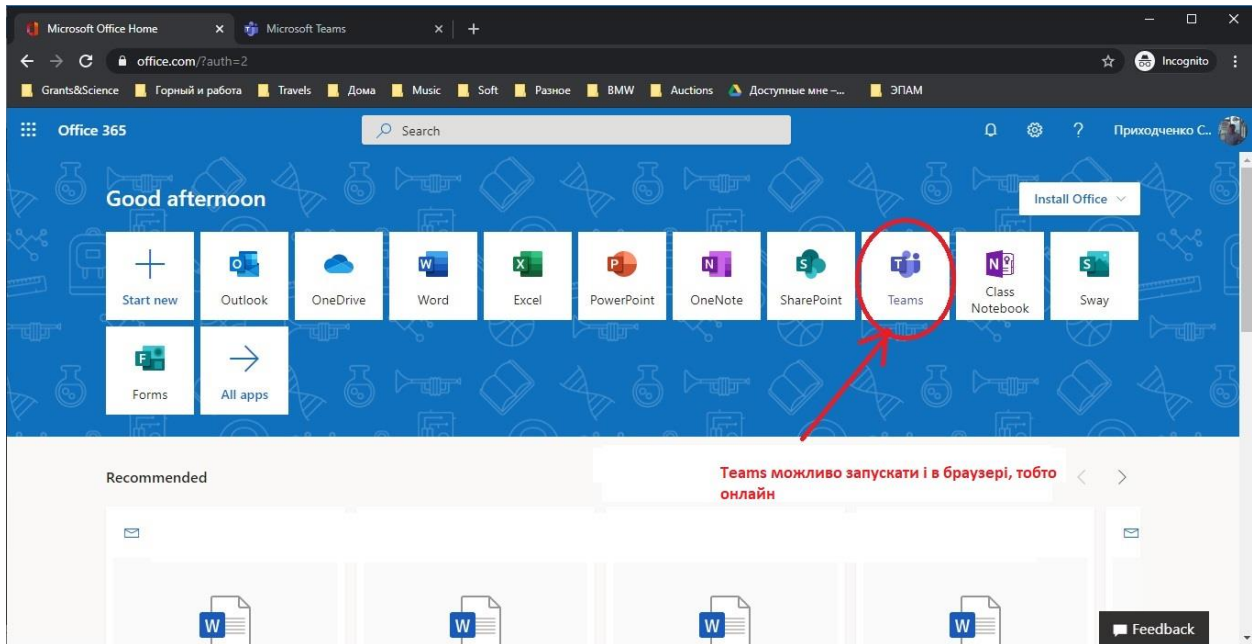 Microsoft Office Home
Microsoft Teams
office.com/?auth=2
Incognito
Grants&Science
Горный и работа
Travels
Дома
Music
Soft
Разное
BMW
Auctions
Доступные мне –...
ЭПАМ
Office 365
Search
?
Приходченко С..
Good afternoon
Install Office
Start new
Outlook
OneDrive
Word
Excel
PowerPoint
OneNote
SharePoint
Teams
Class
Notebook
Sway
Forms
All apps
Teams можливо запускати і в браузері, тобто
онлайн
Recommended
Feedback